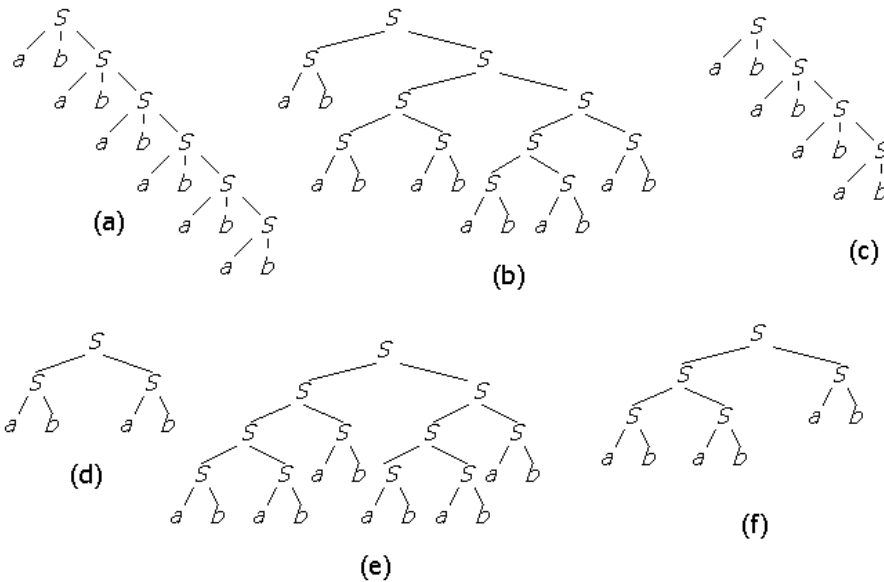 S
a b S
a b S
a b S
a b S
a b S
a b
(a)
S
S S
a b S S
S S S S
a b a b S S a b
a b a b
(b)
S
a b S
a b S
a b S
a b
(c)
S
S S
a b a b
(d)
S
S S
S S S S
S S a b S S a b
a b a b a b a b
(e)
S
S S
S S a b
a b a b
(f)